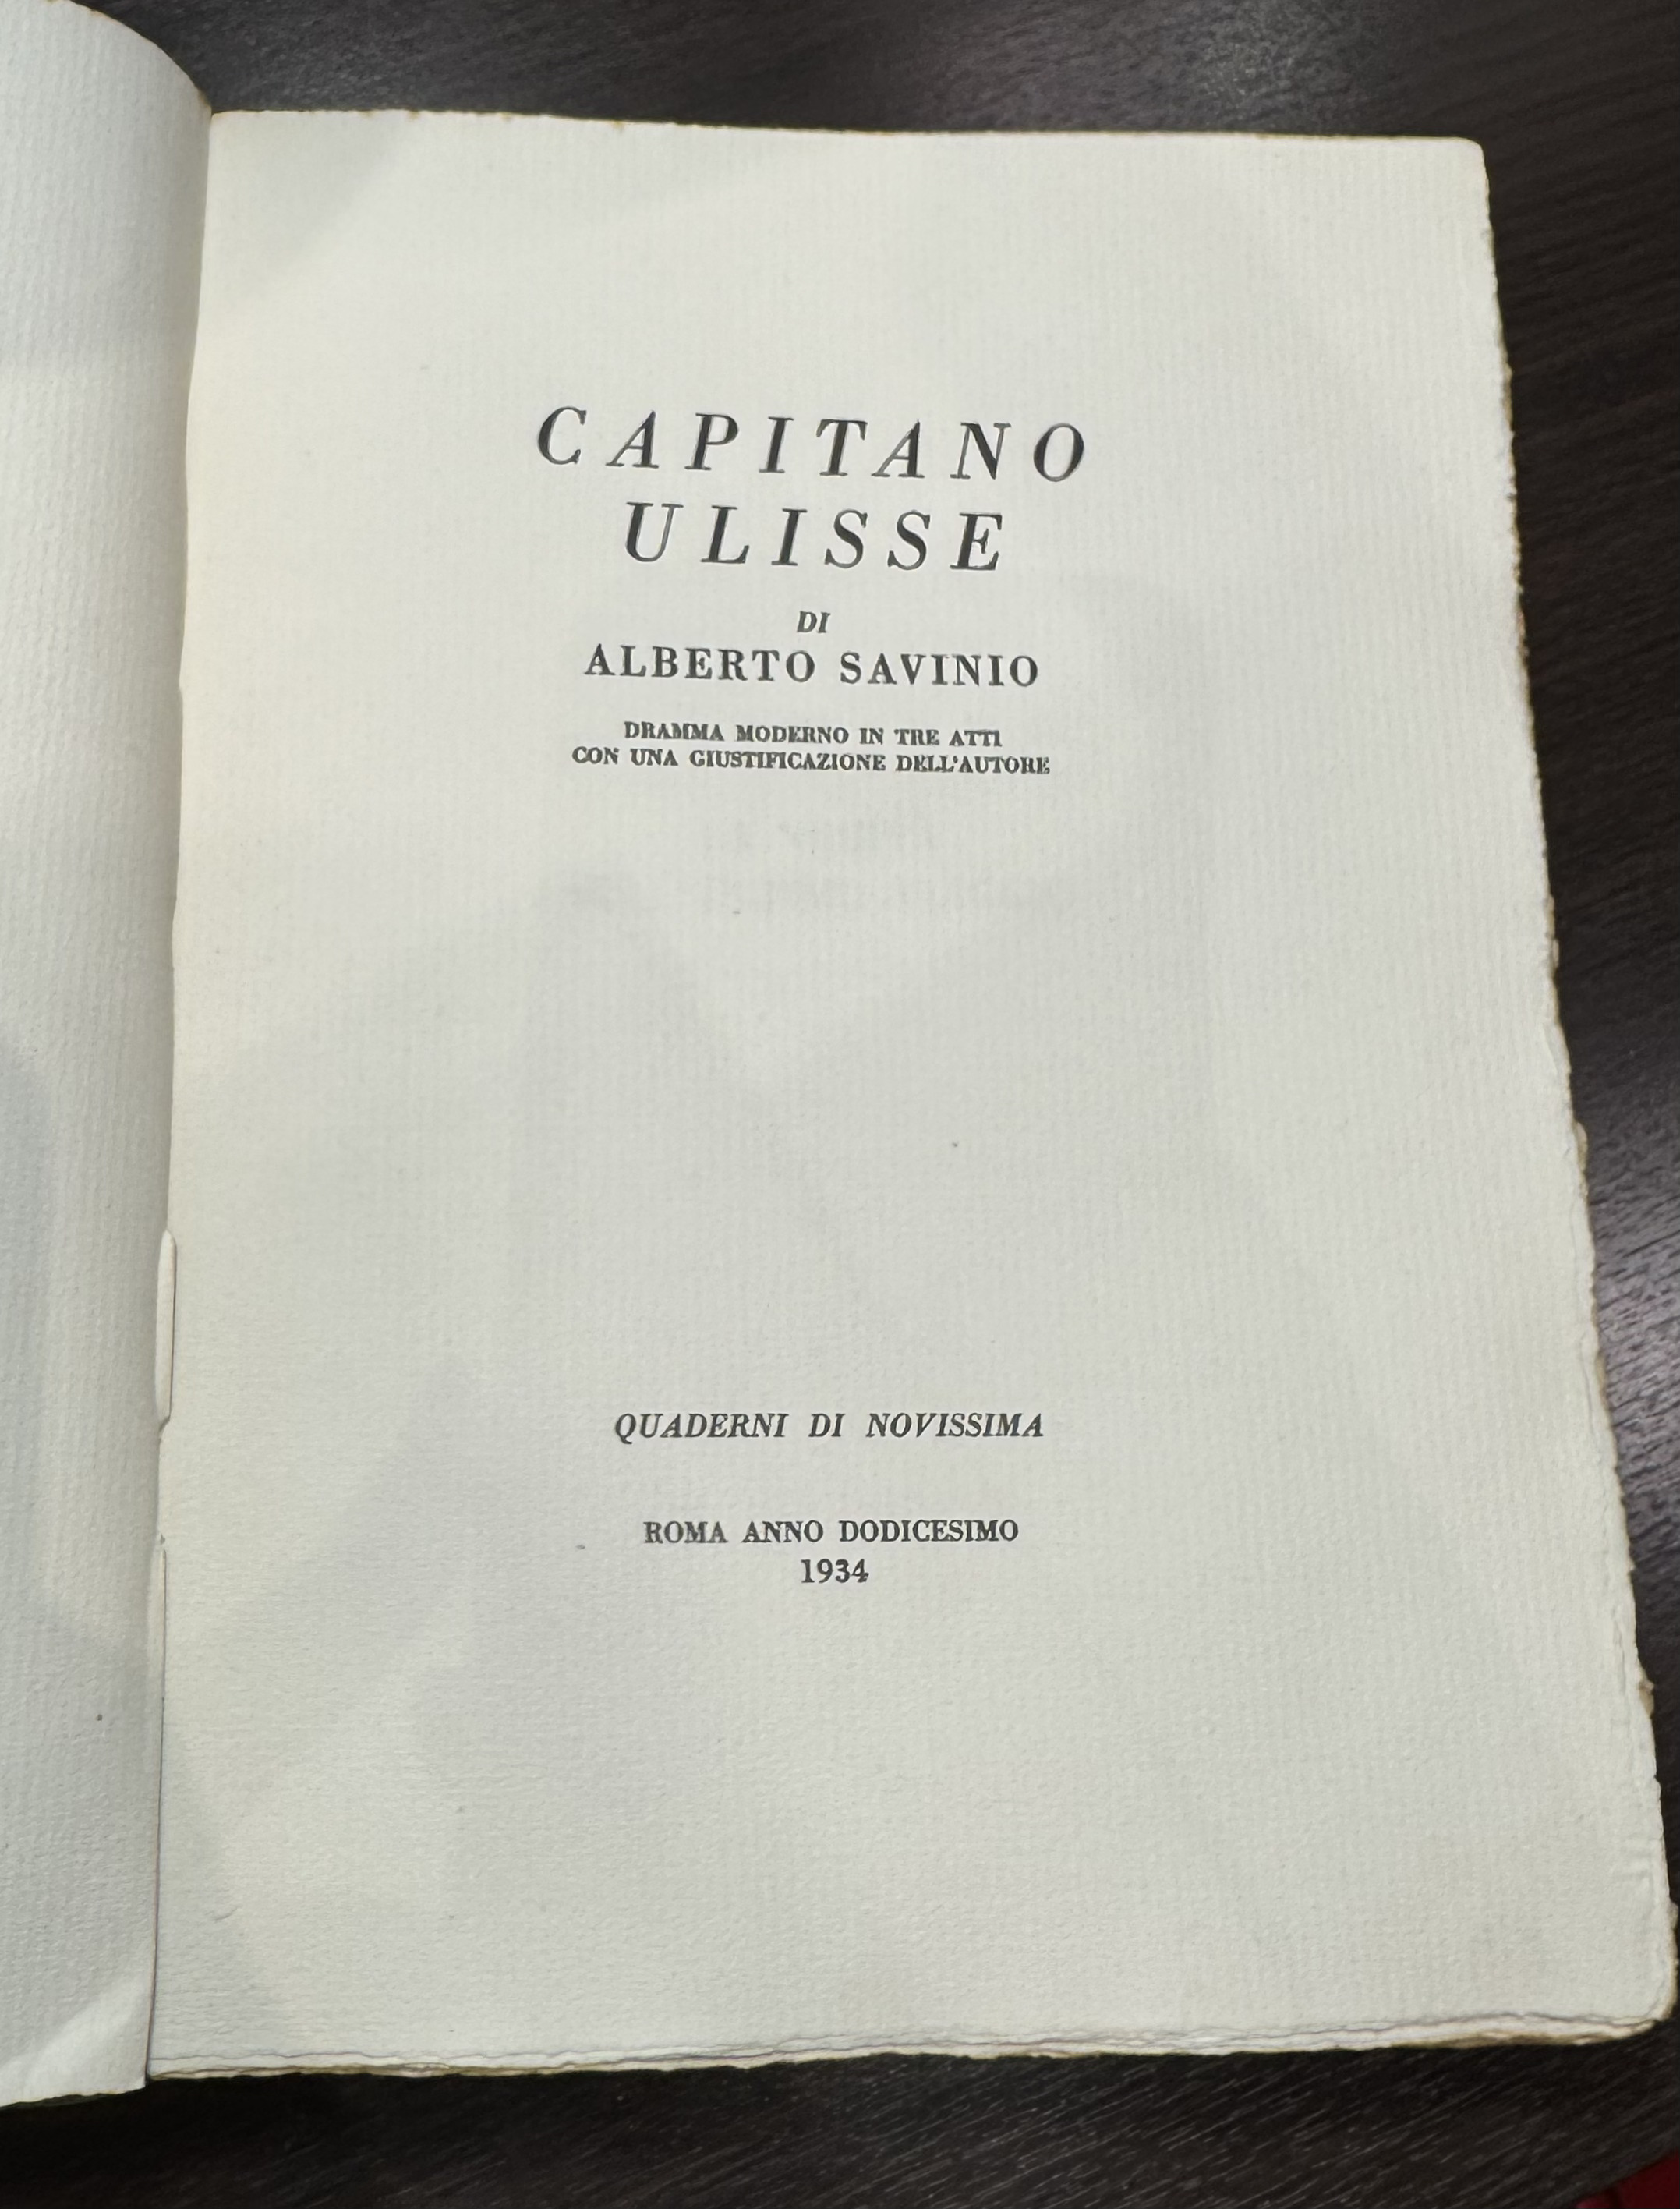 CAPITANO
ULISSE
DI
ALBERTO SAVINIO
DRAMMA MODERNO IN TRE ATTI
CON UNA GIUSTIFICAZIONE DELL'AUTORE
QUADERNI DI NOVISSIMA
ROMA ANNO DODICESIMO
1934